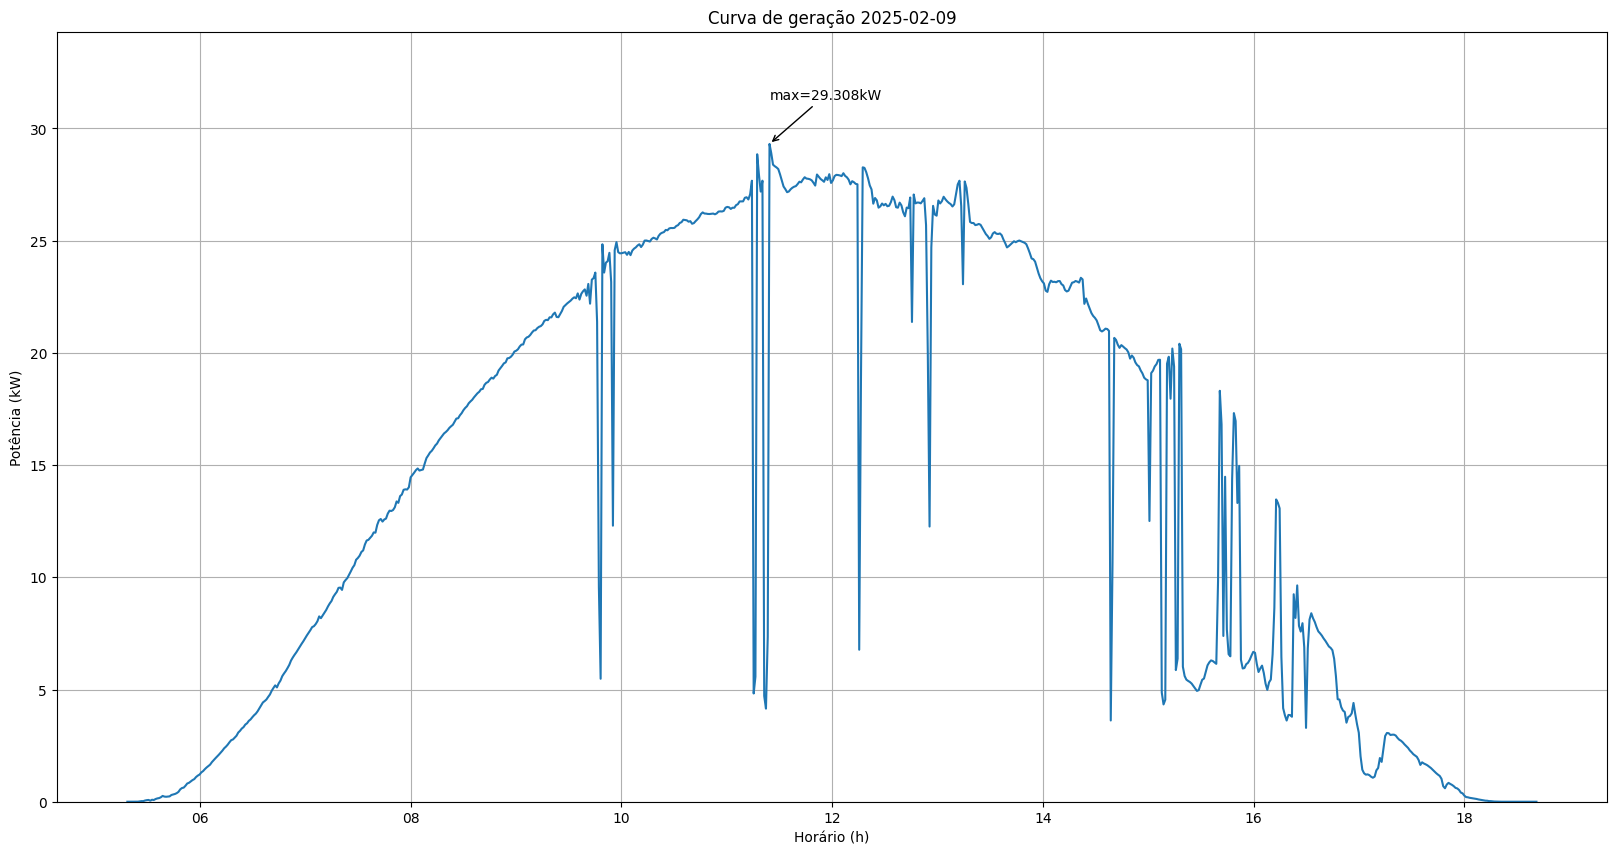 Curva de geração 2025-02-09
max=29.308kW
Potência (kW)
30
25
20
15
10
5
0
06 08 10 12 14 16 18
Horário (h)